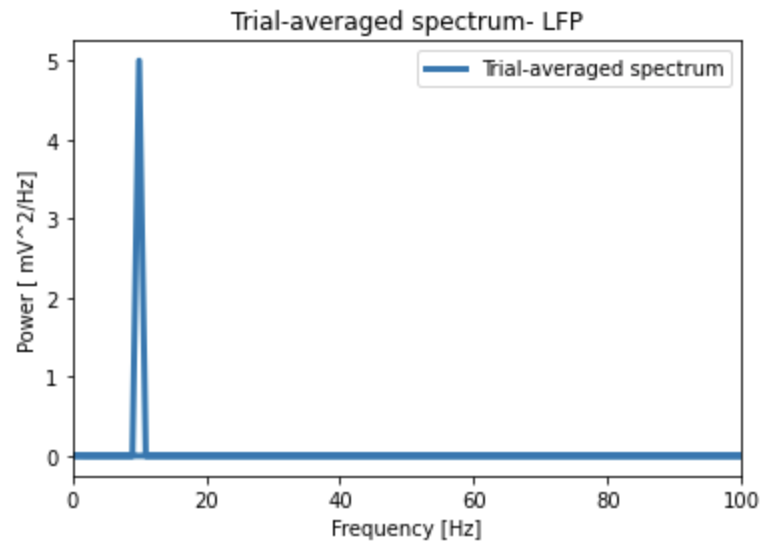 Trial-averaged spectrum- LFP
Trial-averaged spectrum
Power [ mV^2/Hz]
5
4
3
2
1
0
0 20 40 60 80 100
Frequency [Hz]